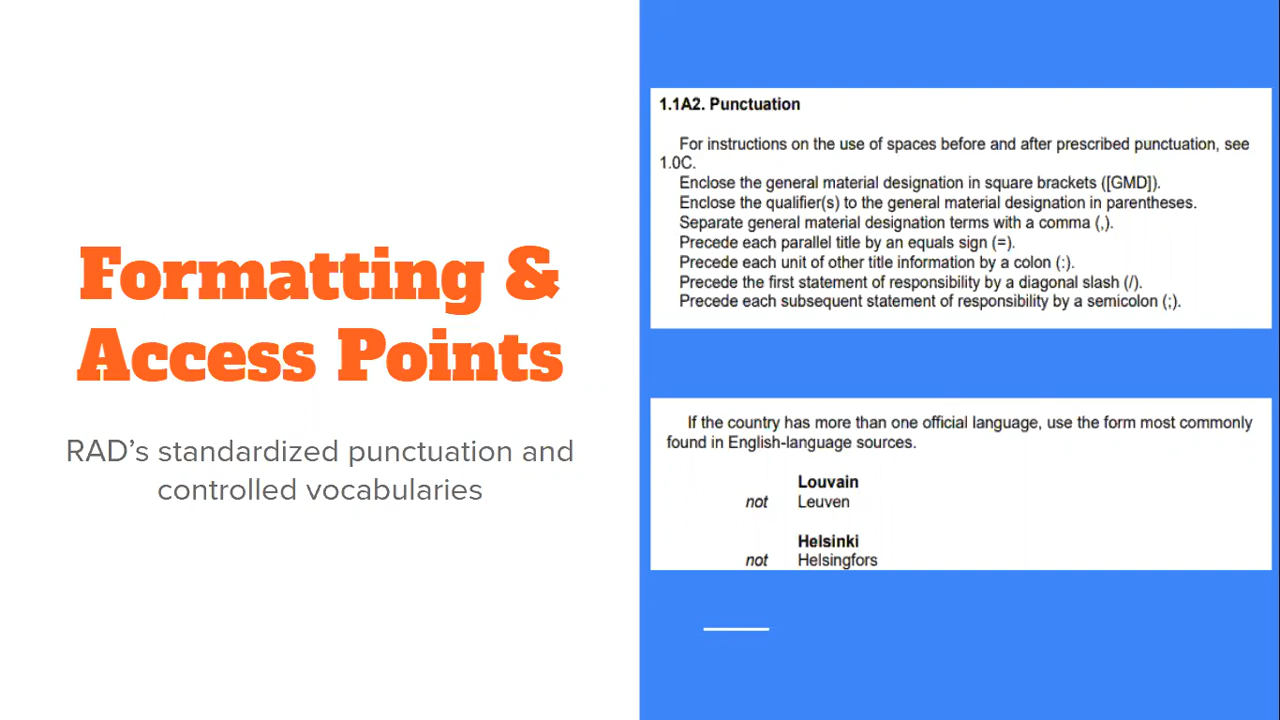 Formatting &
Access Points
RAD's standardized punctuation and
controlled vocabularies
1.1A2. Punctuation
For instructions on the use of spaces before and after prescribed punctuation, see
1.0C.
Enclose the general material designation in square brackets ([GMD]).
Enclose the qualifier(s) to the general material designation in parentheses.
Separate general material designation terms with a comma (,).
Precede each parallel title by an equals sign (=).
Precede each unit of other title information by a colon (:).
Precede the first statement of responsibility by a diagonal slash (/).
Precede each subsequent statement of responsibility by a semicolon (;).
If the country has more than one official language, use the form most commonly
found in English-language sources.
Louvain
not Leuven
Helsinki
not Helsingfors